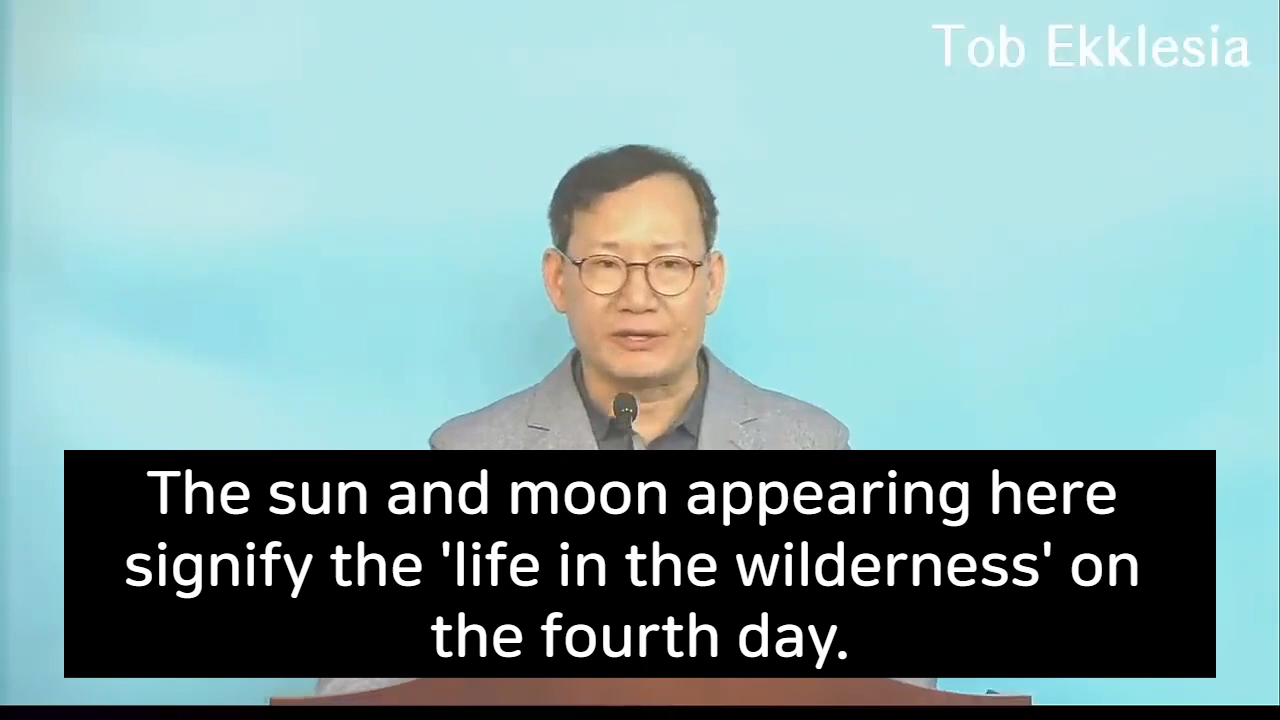 Tob Ekklesia
The sun and moon appearing here
signify the 'life in the wilderness' on
the fourth day.